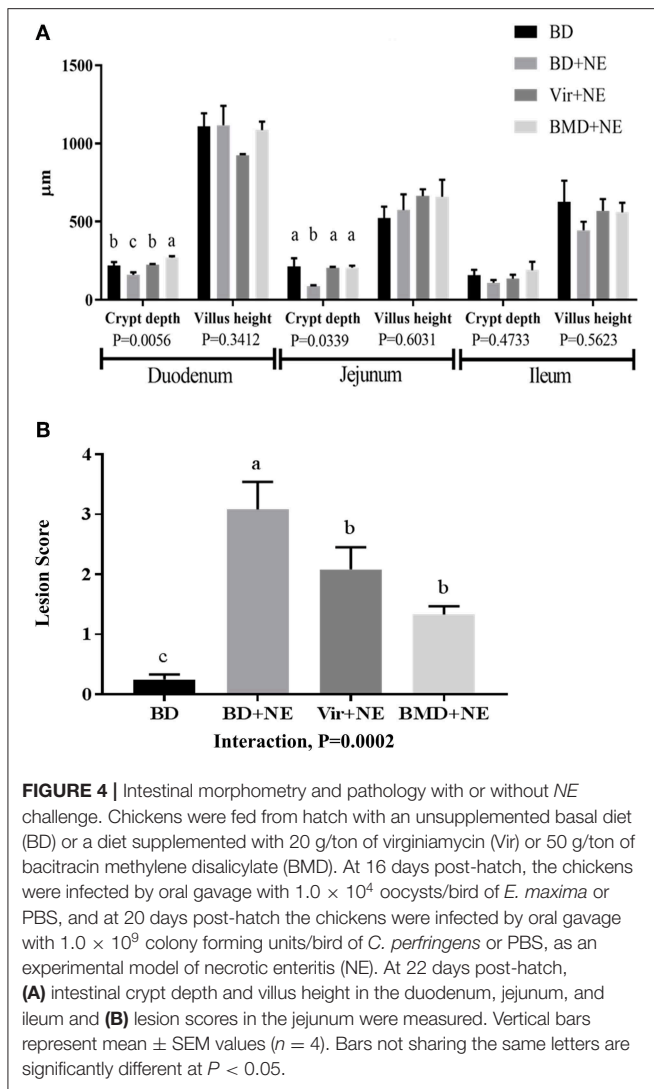 A
BD
BD+NE
Vir+NE
BMD+NE
1500
1000
500
0
μm
b c b a
a b a a
Crypt depth Villus height Crypt depth Villus height Crypt depth Villus height
P=0.0056 P=0.3412 P=0.0339 P=0.6031 P=0.4733 P=0.5623
Duodenum Jejunum Ileum
B
4
3
2
1
0
Lesion Score
c a b b
BD BD+NE Vir+NE BMD+NE
Interaction, P=0.0002
FIGURE 4 | Intestinal morphometry and pathology with or without NE
challenge. Chickens were fed from hatch with an unsupplemented basal diet
(BD) or a diet supplemented with 20 g/ton of virginiamycin (Vir) or 50 g/ton of
bacitracin methylene disalicylate (BMD). At 16 days post-hatch, the chickens
were infected by oral gavage with 1.0 × 10⁴ oocysts/bird of E. maxima or
PBS, and at 20 days post-hatch the chickens were infected by oral gavage
with 1.0 × 10⁹ colony forming units/bird of C. perfringens or PBS, as an
experimental model of necrotic enteritis (NE). At 22 days post-hatch,
(A) intestinal crypt depth and villus height in the duodenum, jejunum, and
ileum and (B) lesion scores in the jejunum were measured. Vertical bars
represent mean ± SEM values (n = 4). Bars not sharing the same letters are
significantly different at P < 0.05.